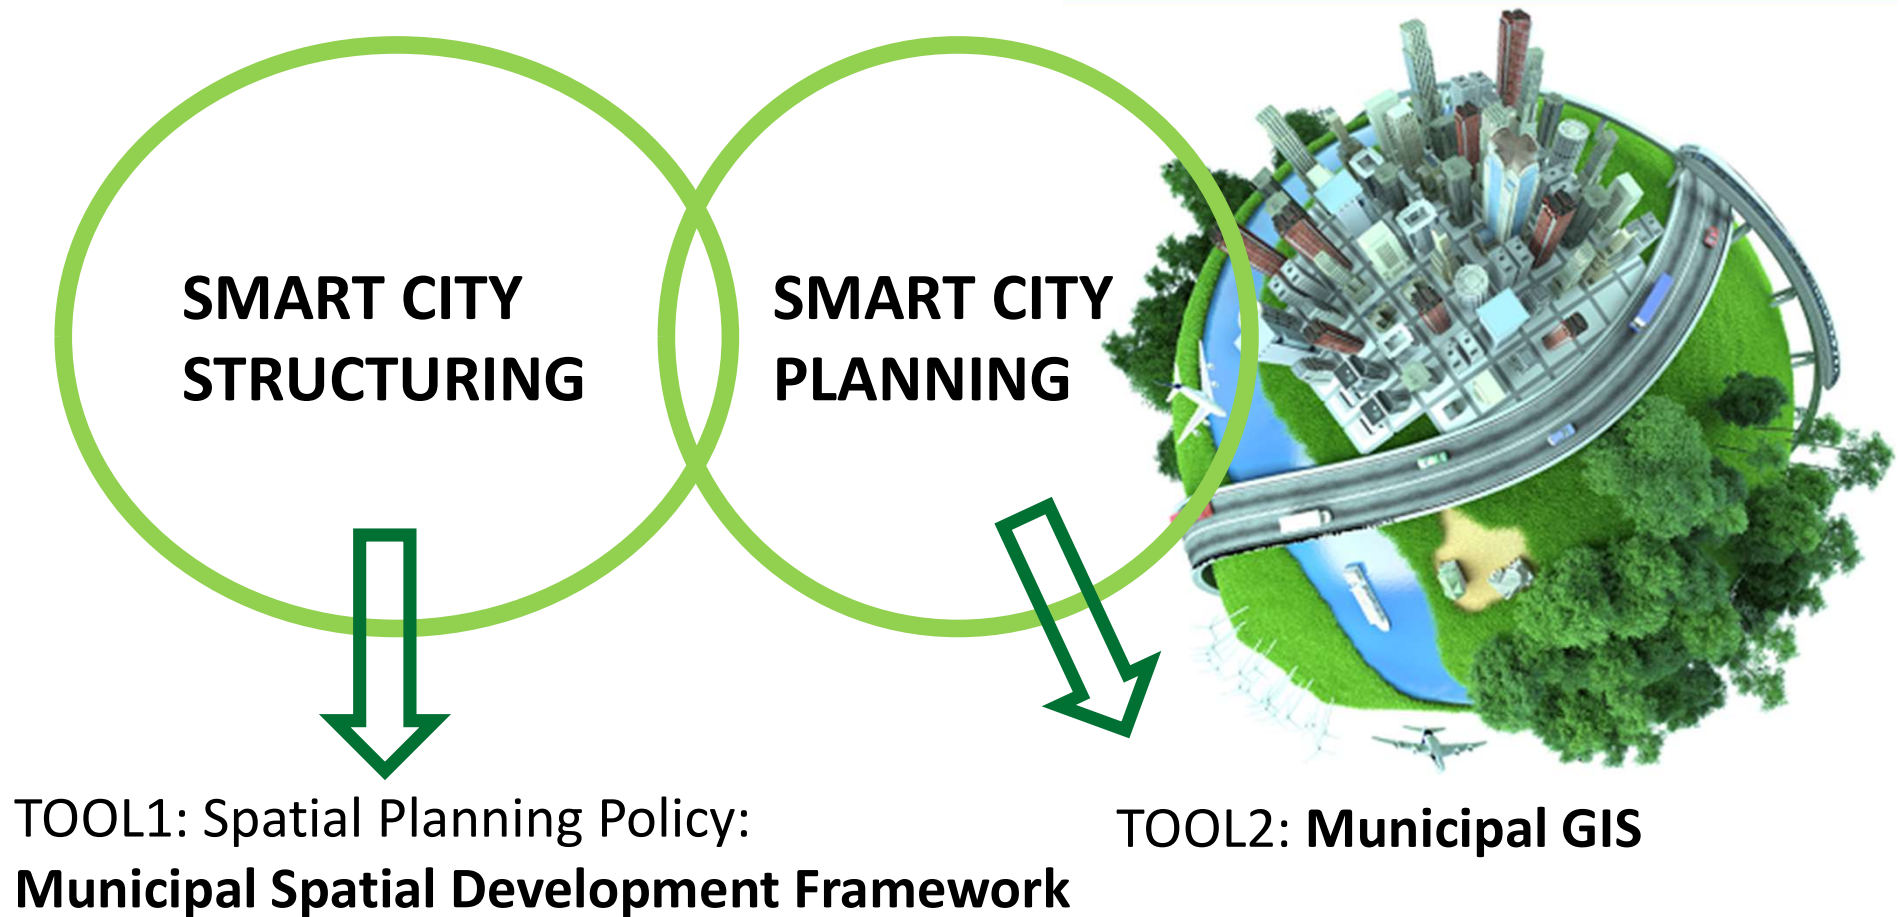 SMART CITY
STRUCTURING
SMART CITY
PLANNING
TOOL1: Spatial Planning Policy:
Municipal Spatial Development Framework
TOOL2: Municipal GIS